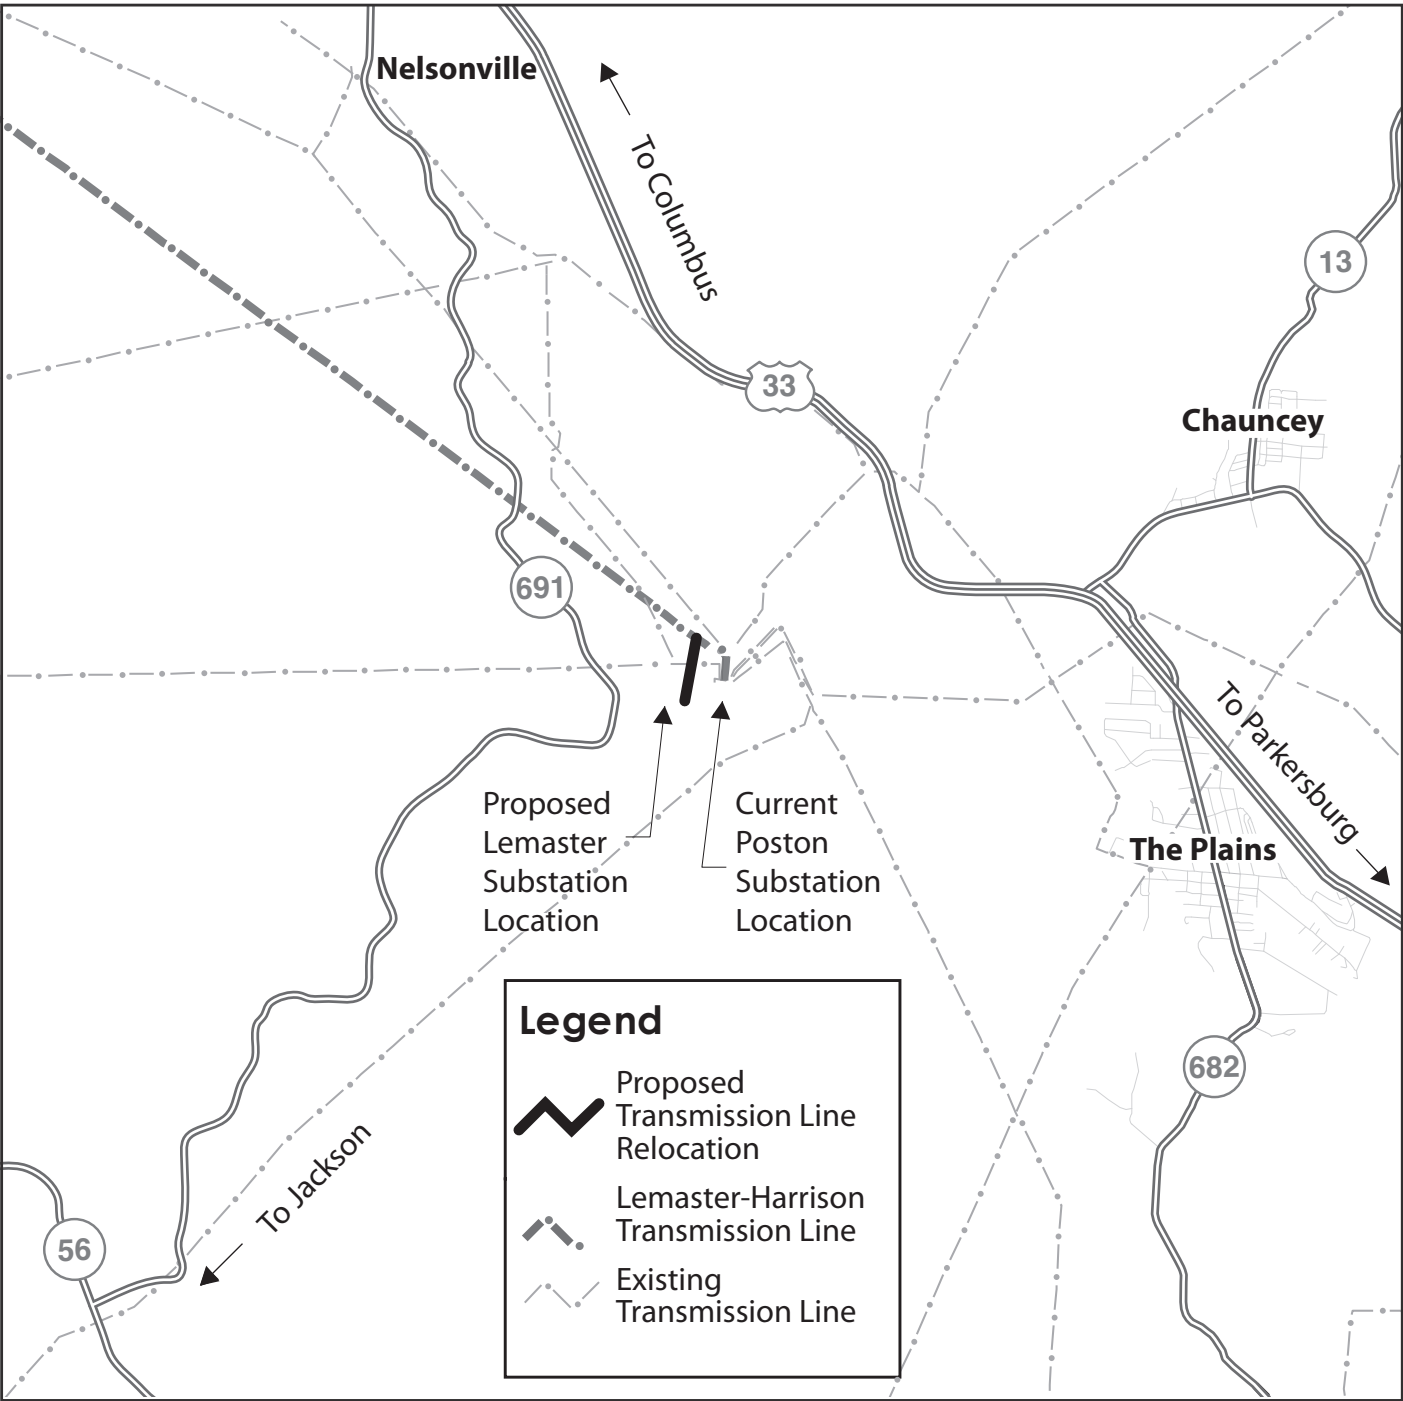 Nelsonville
To Columbus
13
33
Chauncey
691
To Parkersburg
Proposed
Lemaster
Substation
Location
Current
Poston
Substation
Location
The Plains
Legend
Proposed
Transmission Line
Relocation
Lemaster-Harrison
Transmission Line
Existing
Transmission Line
682
To Jackson
56